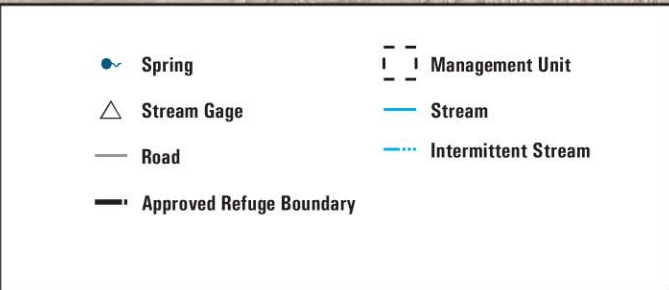 Spring
Stream Gage
Road
Approved Refuge Boundary
Management Unit
Stream
Intermittent Stream